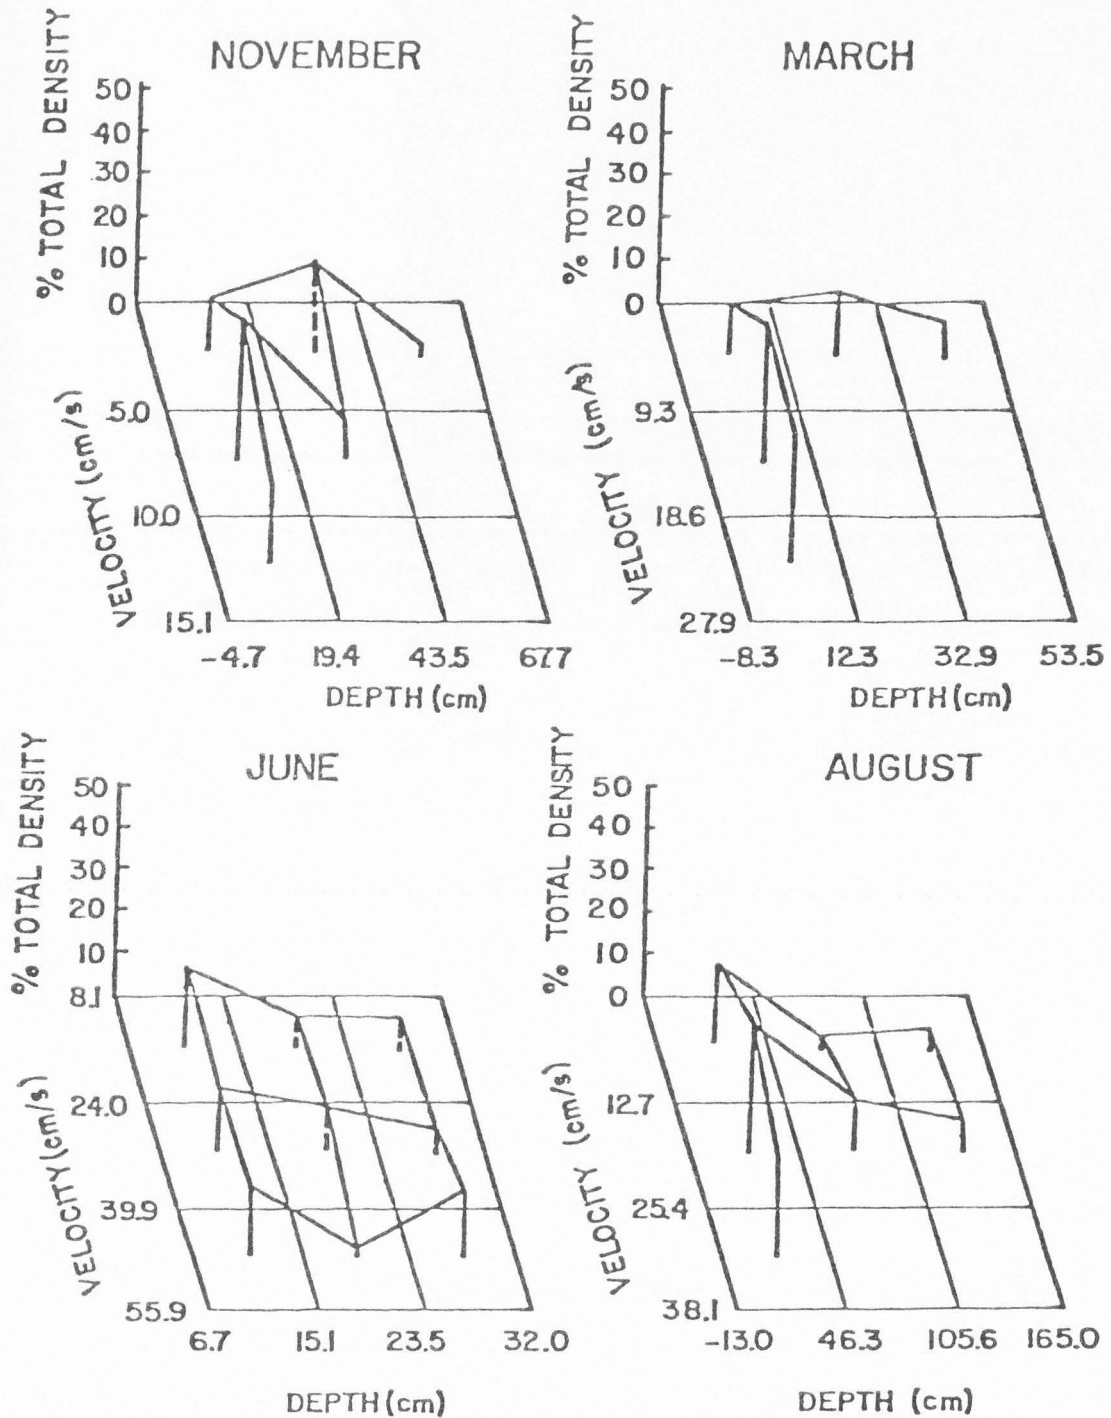 NOVEMBER
% TOTAL DENSITY
50
40
30
20
10
0
VELOCITY (cm/s)
5.0
10.0
15.1
-4.7 19.4 43.5 67.7
DEPTH (cm)
MARCH
% TOTAL DENSITY
50
40
30
20
10
0
VELOCITY (cm/s)
9.3
18.6
27.9
-8.3 12.3 32.9 53.5
DEPTH (cm)
JUNE
% TOTAL DENSITY
50
40
30
20
10
8.1
VELOCITY (cm/s)
24.0
39.9
55.9
6.7 15.1 23.5 32.0
DEPTH (cm)
AUGUST
% TOTAL DENSITY
50
40
30
20
10
0
VELOCITY (cm/s)
12.7
25.4
38.1
-13.0 46.3 105.6 165.0
DEPTH (cm)